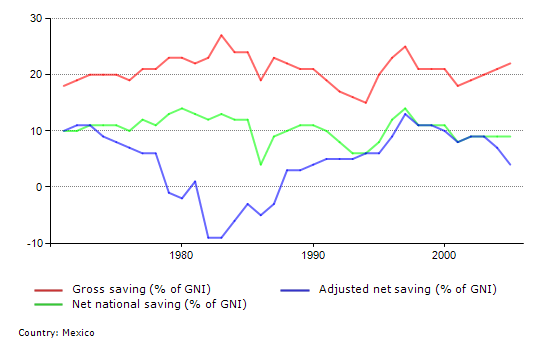 30
20
10
0
-10
1980 1990 2000
Gross saving (% of GNI) Adjusted net saving (% of GNI)
Net national saving (% of GNI)
Country: Mexico